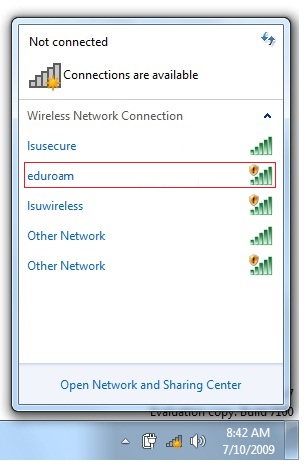 Not connected
Connections are available
Wireless Network Connection
lsusecure
eduroam
lsuwireless
Other Network
Other Network
Open Network and Sharing Center
Evaluation copy. Build 7100
8:42 AM
7/10/2009